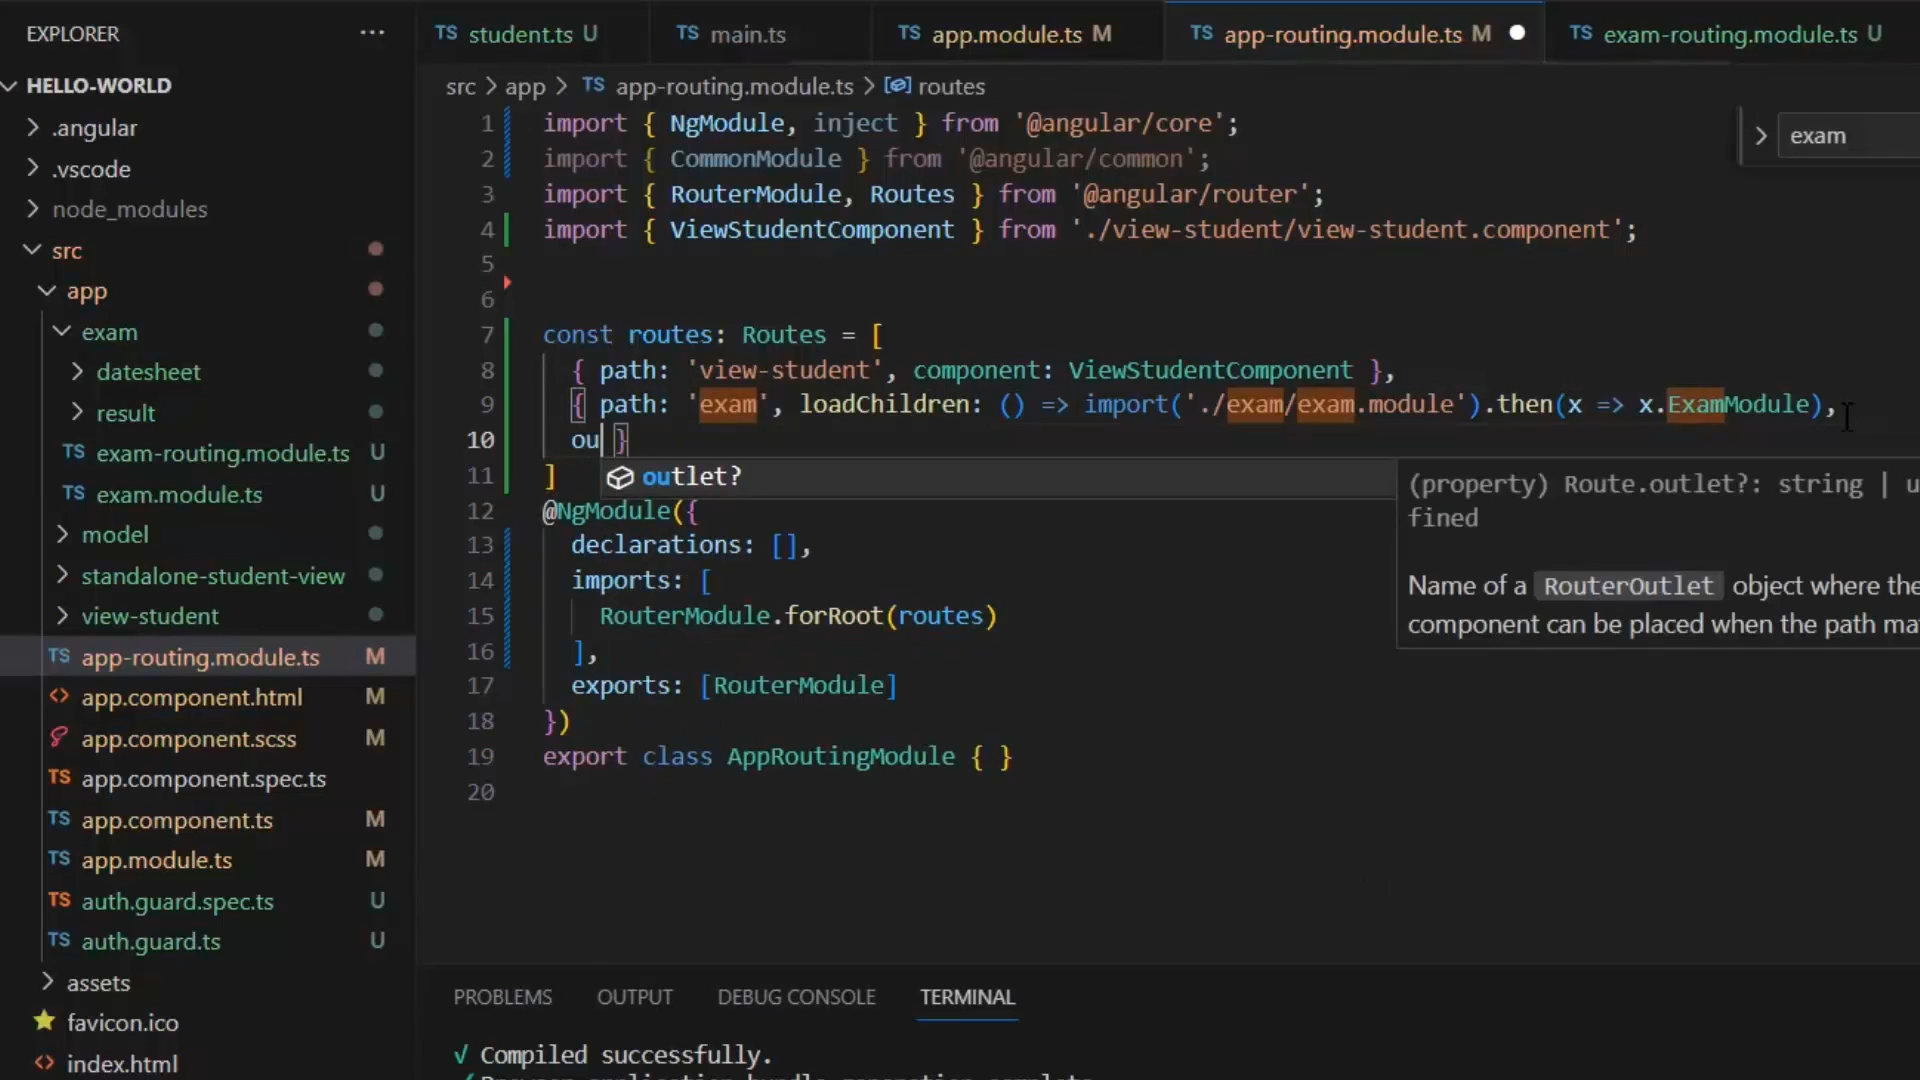 EXPLORER
HELLO-WORLD
.angular
.vscode
node_modules
src
app
exam
datesheet
result
TS exam-routing.module.ts U
TS exam.module.ts U
model
standalone-student-view
view-student
TS app-routing.module.ts M
<> app.component.html M
app.component.scss M
TS app.component.spec.ts
TS app.component.ts M
TS app.module.ts M
TS auth.guard.spec.ts U
TS auth.guard.ts U
assets
favicon.ico
<> index.html
TS student.ts U
TS main.ts
TS app.module.ts M
TS app-routing.module.ts M
TS exam-routing.module.ts U
src > app > TS app-routing.module.ts > routes
exam
1 import { NgModule, inject } from '@angular/core';
2 import { CommonModule } from '@angular/common';
3 import { RouterModule, Routes } from '@angular/router';
4 import { ViewStudentComponent } from './view-student/view-student.component';
5
6
7 const routes: Routes = [
8 { path: 'view-student', component: ViewStudentComponent },
9 { path: 'exam', loadChildren: () => import('./exam/exam.module').then(x => x.ExamModule),
10 ou }
11 ]
12 @NgModule({
13 declarations: [],
14 imports: [
15 RouterModule.forRoot(routes)
16 ],
17 exports: [RouterModule]
18 })
19 export class AppRoutingModule { }
20
outlet?
(property) Route.outlet?: string | u
fined
Name of a RouterOutlet object where the
component can be placed when the path ma
PROBLEMS OUTPUT DEBUG CONSOLE TERMINAL
√ Compiled successfully.